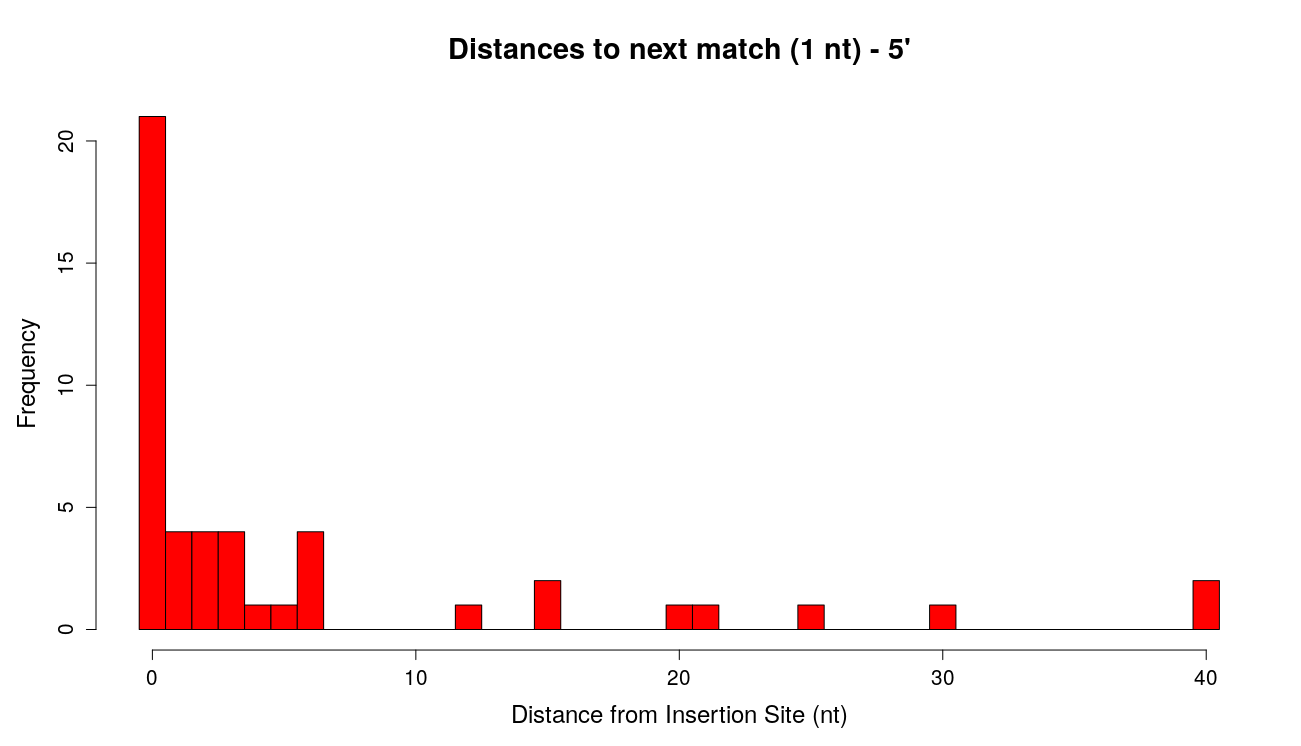 Distances to next match (1 nt) - 5'
Frequency
20
15
10
5
0
0 10 20 30 40
Distance from Insertion Site (nt)